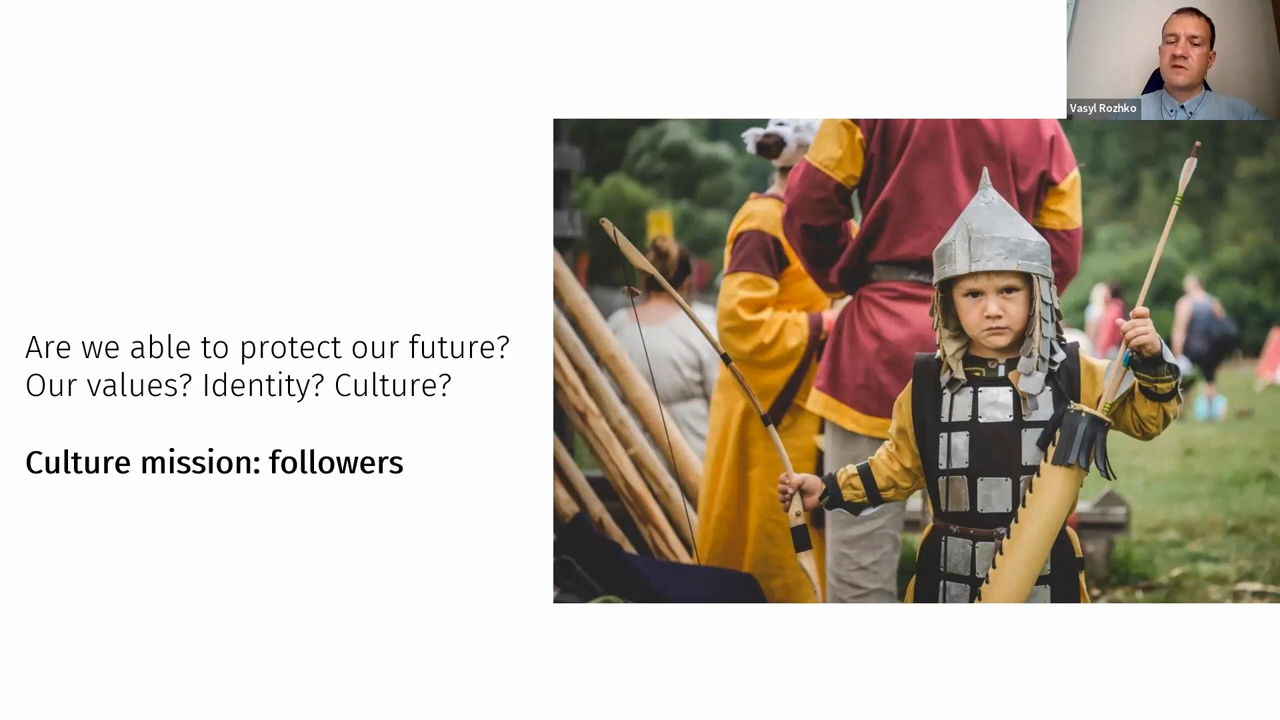 Vasyl Rozhko
Are we able to protect our future?
Our values? Identity? Culture?
Culture mission: followers